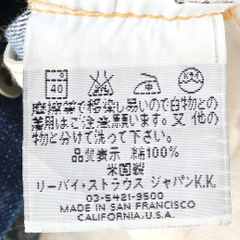 40
摩擦等で移染し易いので白物との
着用はご注意願います。又、他の
物と分けて洗って下さい。
品質表示 綿100%
米国製
リーバイ・ストラウス ジャパンK.K.
03-5421-9500
MADE IN SAN FRANCISCO
CALIFORNIA, U.S.A.